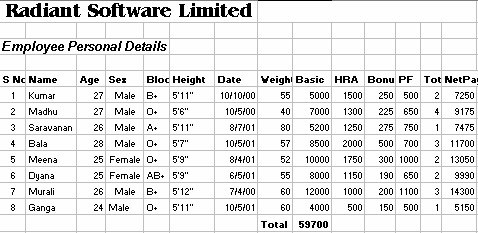 Radiant Software Limited
Employee Personal Details
S No Name Age Sex Bloc Height Date Weight Basic HRA Bonu PF Tot NetPa
1 Kumar 27 Male B+ 5'11" 10/10/00 55 5000 1500 250 500 2 7250
2 Madhu 27 Male O+ 5'6" 10/5/00 40 7000 1300 225 650 4 9175
3 Saravanan 26 Male A+ 5'11" 8/7/01 80 5200 1250 275 750 1 7475
4 Bala 28 Male O+ 5'7" 10/5/01 57 8500 2000 500 700 3 11700
5 Meena 25 Female O+ 5'9" 8/4/01 52 10000 1750 300 1000 2 13050
6 Dyana 25 Female AB+ 5'9" 6/5/01 55 8000 1150 190 650 2 9990
7 Murali 26 Male B+ 5'12" 7/4/00 60 12000 1000 200 1100 3 14300
8 Ganga 24 Male O+ 5'11" 10/5/01 60 4000 500 150 500 1 5150
Total 59700